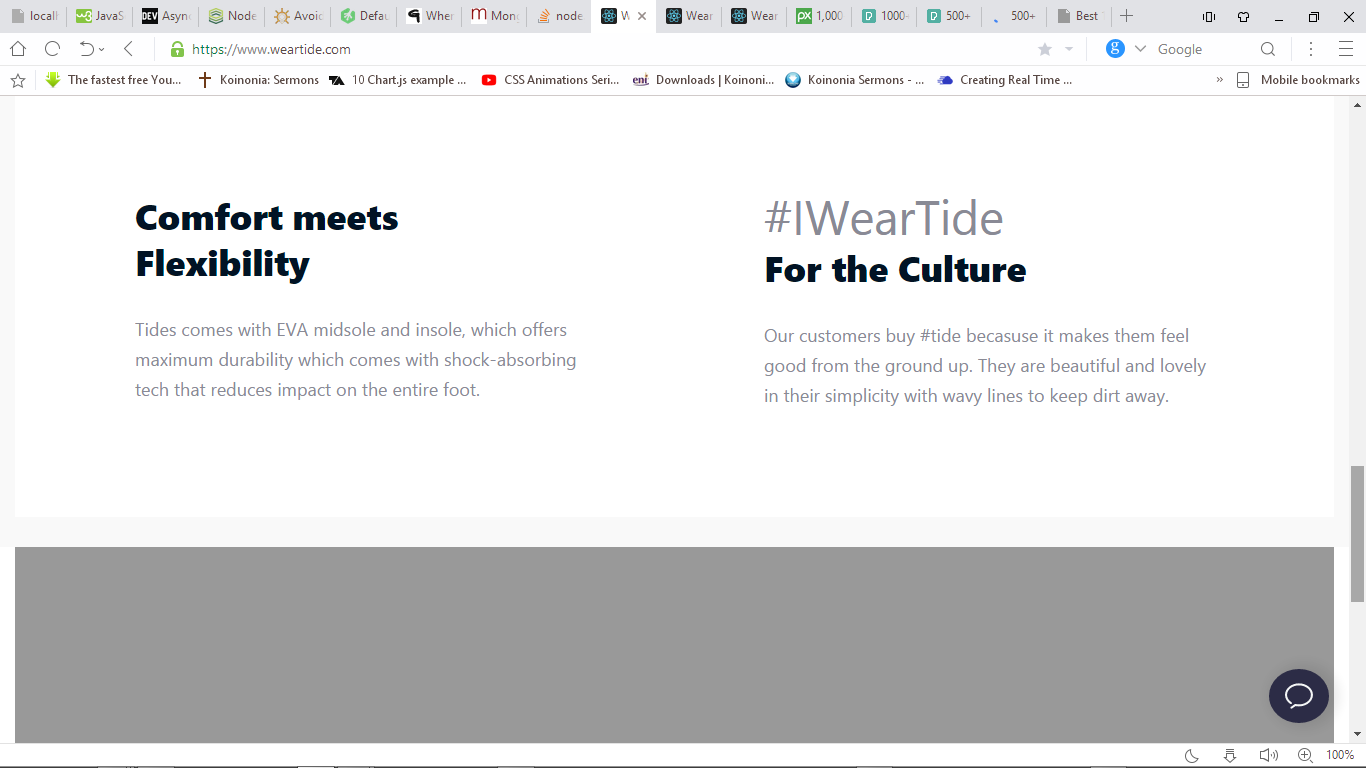 locall
JavaS
DEV Async
Node
Avoic
Defau
Wher
Mong
node.
W
Wear
Wear
px 1,000
1000-
500+
500+
Best
https://www.weartide.com
g
Google
The fastest free You...
Koinonia: Sermons
10 Chart.js example ...
CSS Animations Seri...
eni Downloads | Koinoni...
Koinonia Sermons - ...
Creating Real Time ...
»
Mobile bookmarks
Comfort meets
Flexibility
Tides comes with EVA midsole and insole, which offers
maximum durability which comes with shock-absorbing
tech that reduces impact on the entire foot.
#IWearTide
For the Culture
Our customers buy #tide becasuse it makes them feel
good from the ground up. They are beautiful and lovely
in their simplicity with wavy lines to keep dirt away.
100%